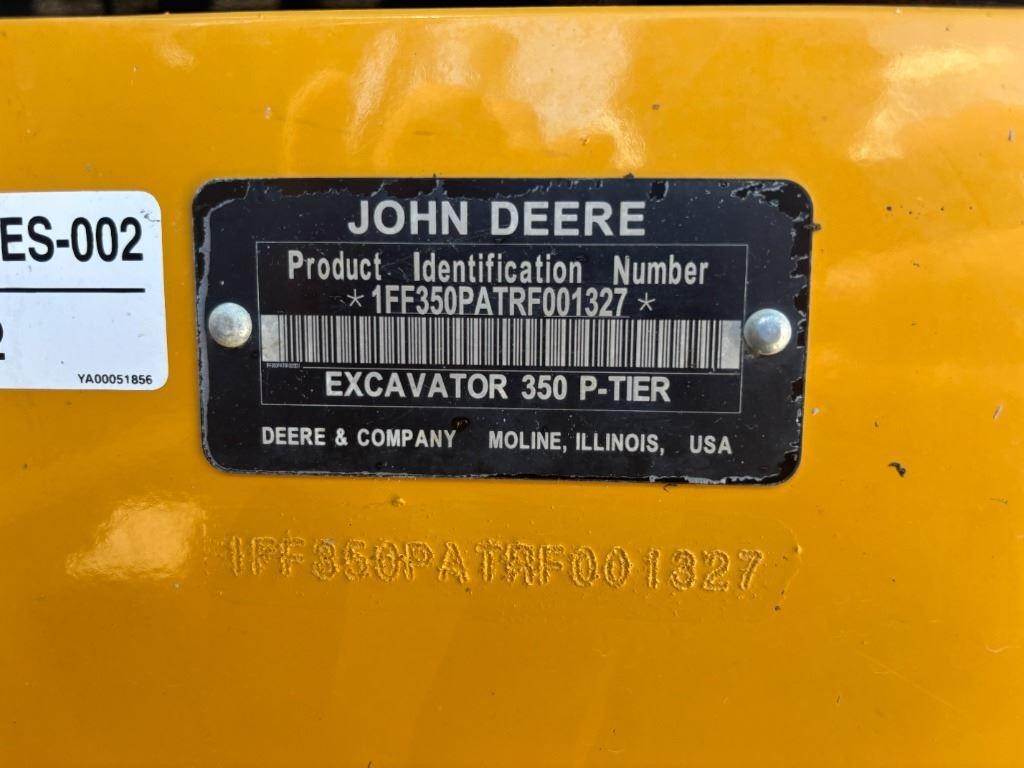 ES-002
2
YA00051856
JOHN DEERE
Product Identification Number
*1FF350PATRF001327*
EXCAVATOR 350 P-TIER
DEERE & COMPANY MOLINE, ILLINOIS, USA
1FF350PATRF001327